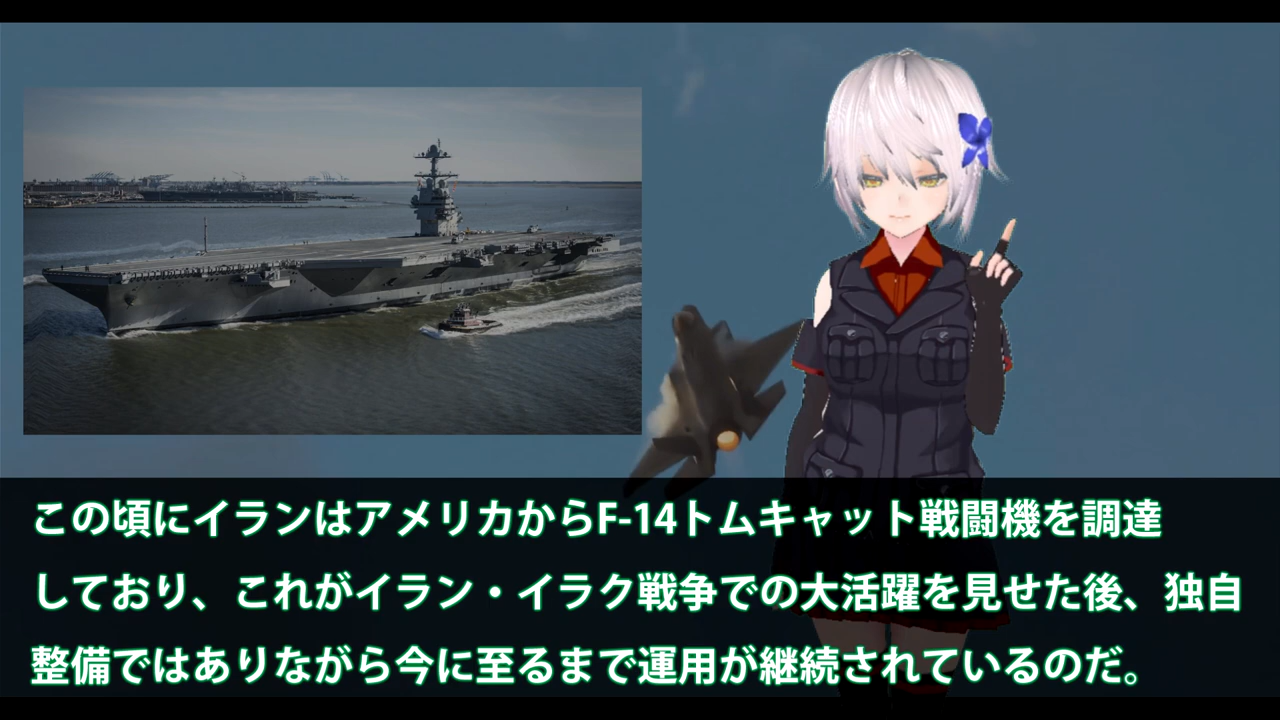 この頃にイランはアメリカからF-14トムキャット戦闘機を調達
しており、これがイラン・イラク戦争での大活躍を見せた後、独自
整備ではありながら今に至るまで運用が継続されているのだ。